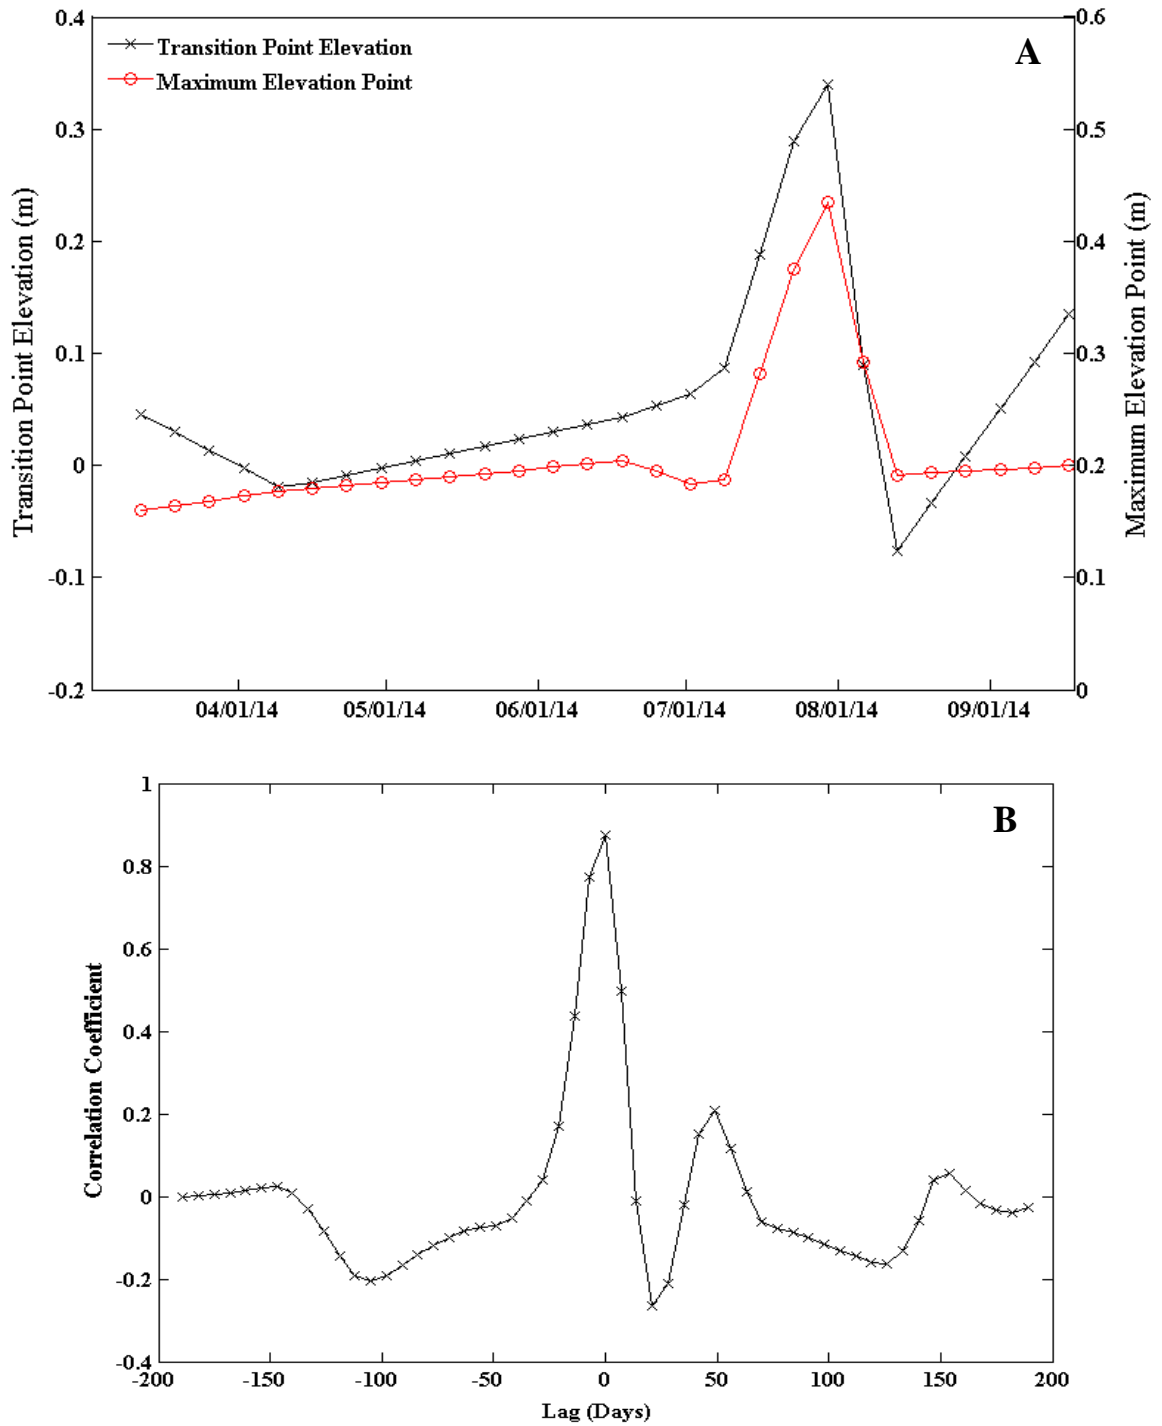 0.4
0.3
0.2
0.1
0
-0.1
-0.2
Transition Point Elevation (m)
Transition Point Elevation
Maximum Elevation Point
A
0.6
0.5
0.4
0.3
0.2
0.1
0
Maximum Elevation Point (m)
04/01/14 05/01/14 06/01/14 07/01/14 08/01/14 09/01/14
B
1
0.8
0.6
0.4
0.2
0
-0.2
-0.4
Correlation Coefficient
-200 -150 -100 -50 0 50 100 150 200
Lag (Days)